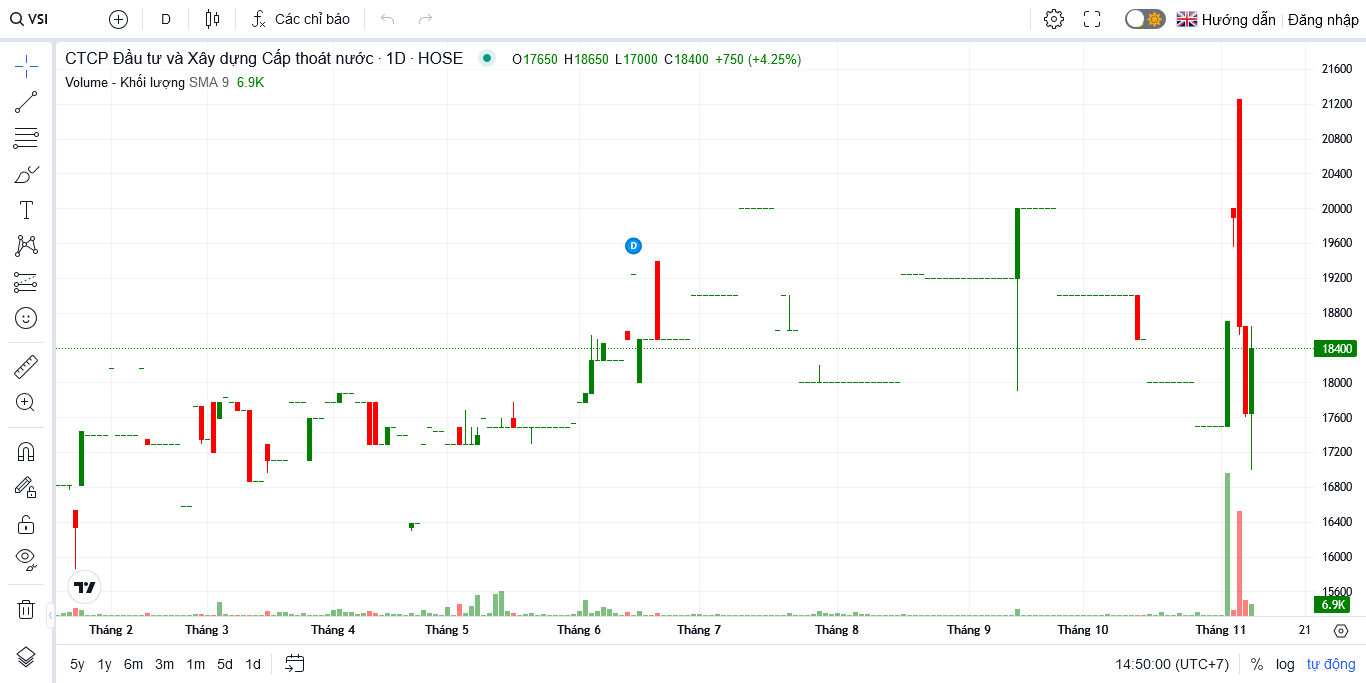 VSI D Các chỉ báo Hướng dẫn Đăng nhập
CTCP Đầu tư và Xây dựng Cấp thoát nước · 1D · HOSE O17650 H18650 L17000 C18400 +750 (+4.25%)
Volume - Khối lượng SMA 9 6.9K
21600
21200
20800
20400
20000
19600
D
19200
18800
18400
18000
17600
17200
16800
16400
16000
15600
6.9K
Tháng 2 Tháng 3 Tháng 4 Tháng 5 Tháng 6 Tháng 7 Tháng 8 Tháng 9 Tháng 10 Tháng 11 21
5y 1y 6m 3m 1m 5d 1d 14:50:00 (UTC+7) % log tự động